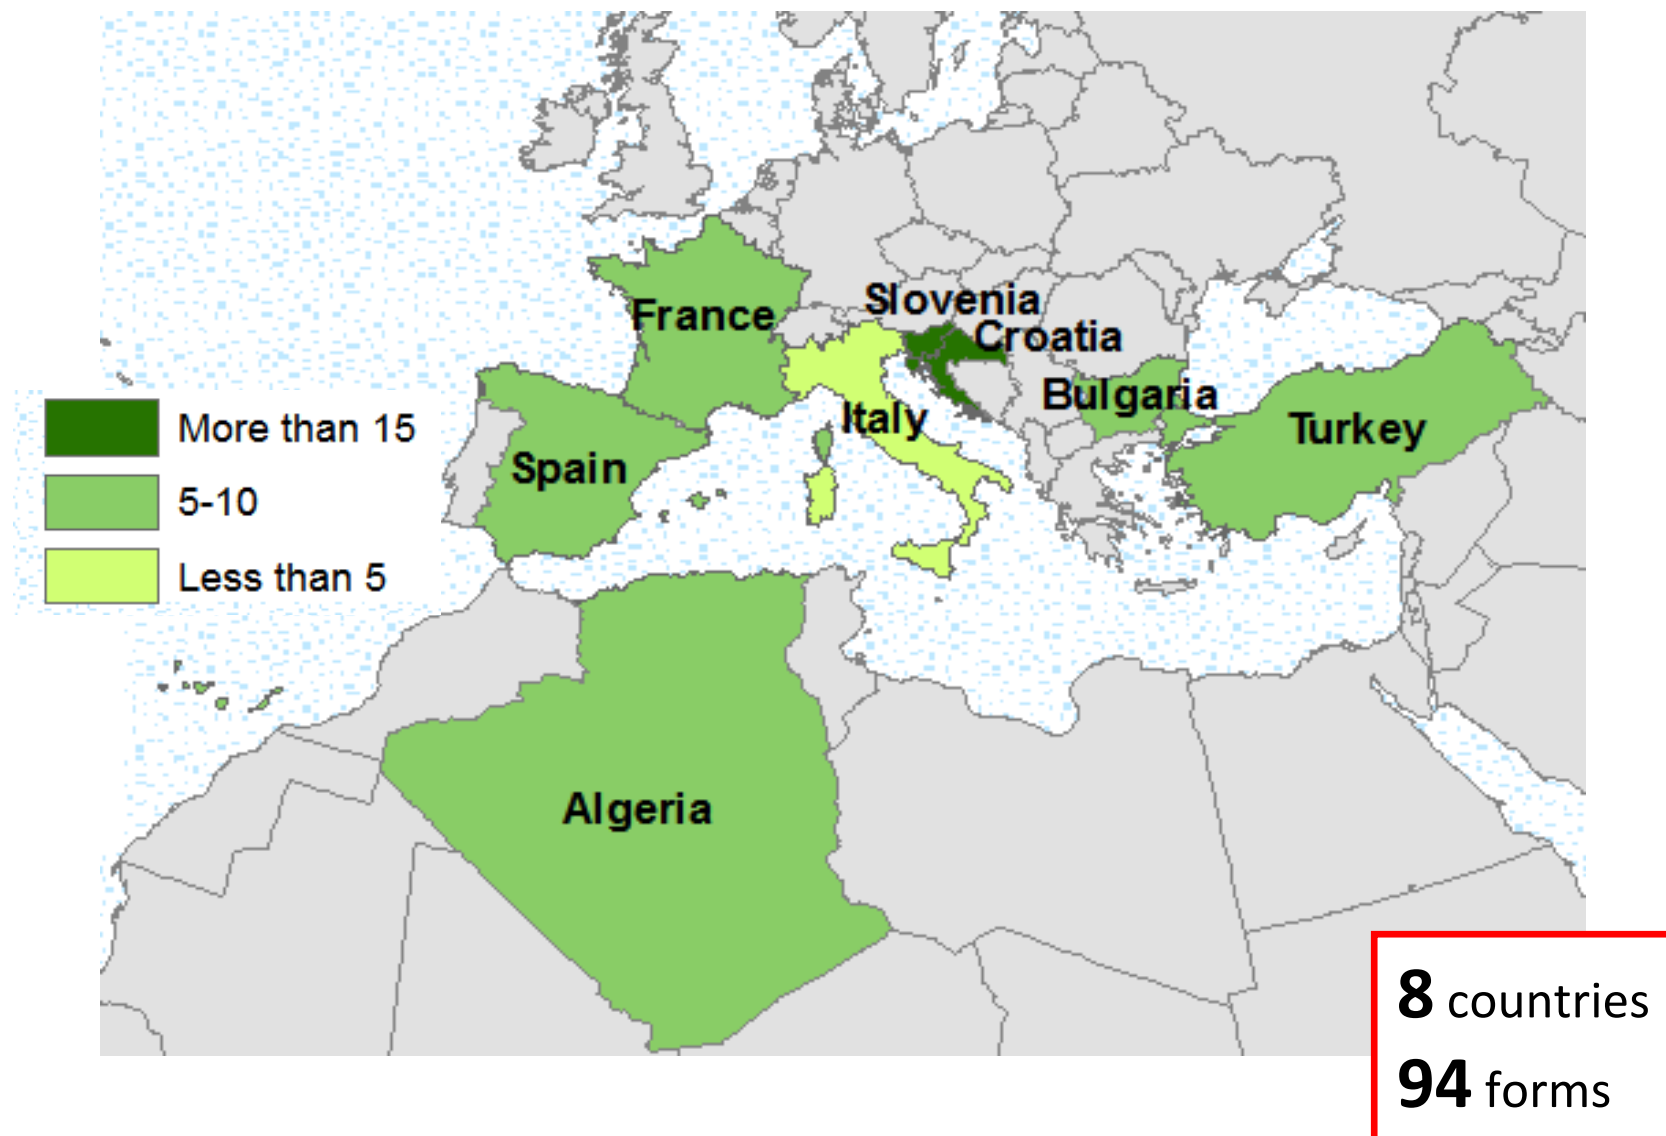 Slovenia
France
Croatia
Bulgaria
Italy
Turkey
Spain
More than 15
5-10
Less than 5
Algeria
8 countries
94 forms